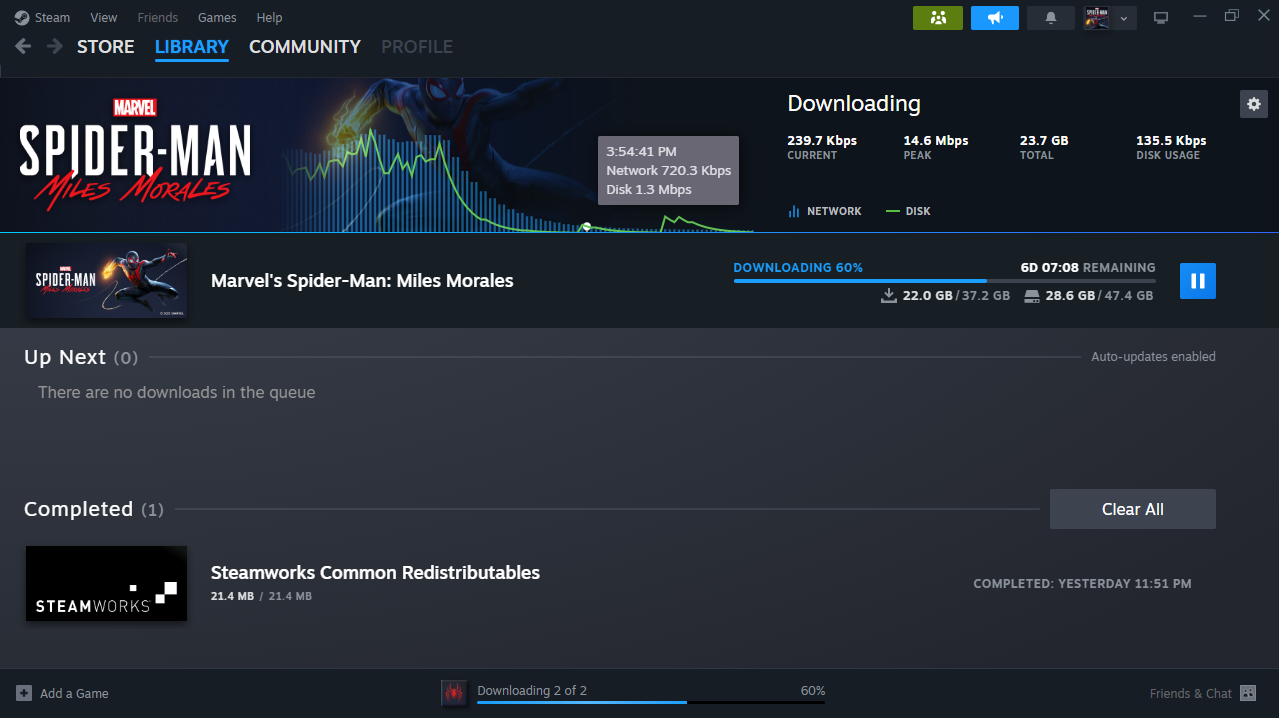 Steam View Friends Games Help
STORE LIBRARY COMMUNITY PROFILE
MARVEL
SPIDER-MAN
MILES MORALES
3:54:41 PM
Network 720.3 Kbps
Disk 1.3 Mbps
Downloading
239.7 Kbps 14.6 Mbps 23.7 GB 135.5 Kbps
CURRENT PEAK TOTAL DISK USAGE
NETWORK DISK
MARVEL
SPIDER-MAN
MILES MORALES
Marvel's Spider-Man: Miles Morales
DOWNLOADING 60% 6D 07:08 REMAINING
22.0 GB / 37.2 GB 28.6 GB / 47.4 GB
Up Next (0) Auto-updates enabled
There are no downloads in the queue
Completed (1) Clear All
STEAMWORKS
Steamworks Common Redistributables
21.4 MB / 21.4 MB
COMPLETED: YESTERDAY 11:51 PM
Add a Game
Downloading 2 of 2 60%
Friends & Chat